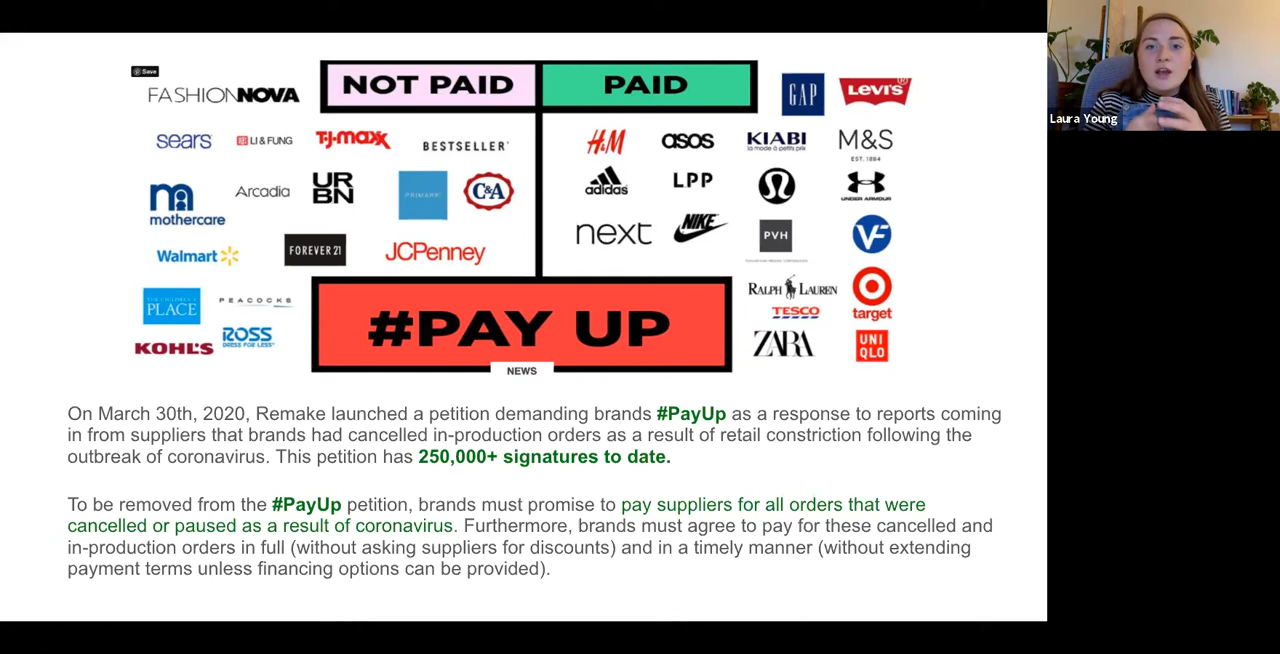 Save
FASHIONNOVA
NOT PAID
PAID
GAP
LEVI'S®
Laura Young
sears
LI & FUNG
T·J·maxx
BESTSELLER
H&M
asos
KIABI
la mode à petits prix
M&S
EST. 1884
mothercare
Arcadia
URBN
PRIMARK
C&A
adidas
LPP
UNDER ARMOUR
Walmart
FOREVER 21
JCPenney
next
NIKE
PVH
VF
THE CHILDREN'S
PLACE
PEACOCKS
RALPH LAUREN
target
TESCO
KOHL'S
ROSS
DRESS FOR LESS
#PAY UP
ZARA
UNI
QLO
NEWS
On March 30th, 2020, Remake launched a petition demanding brands #PayUp as a response to reports coming
in from suppliers that brands had cancelled in-production orders as a result of retail constriction following the
outbreak of coronavirus. This petition has 250,000+ signatures to date.
To be removed from the #PayUp petition, brands must promise to pay suppliers for all orders that were
cancelled or paused as a result of coronavirus. Furthermore, brands must agree to pay for these cancelled and
in-production orders in full (without asking suppliers for discounts) and in a timely manner (without extending
payment terms unless financing options can be provided).